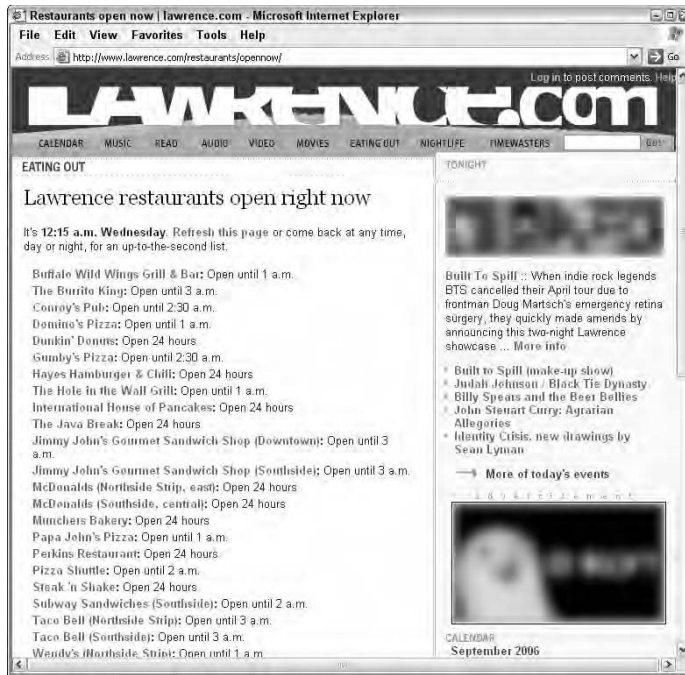 Restaurants open now | lawrence.com - Microsoft Internet Explorer
File Edit View Favorites Tools Help
Address http://www.lawrence.com/restaurants/opennow/ Go
Log in to post comments. Help
LAWRENCE.com
CALENDAR MUSIC READ AUDIO VIDEO MOVIES EATING OUT NIGHTLIFE TIMEWASTERS
EATING OUT
Lawrence restaurants open right now
It's 12:15 a.m. Wednesday. Refresh this page or come back at any time,
day or night, for an up-to-the-second list.
Buffalo Wild Wings Grill & Bar: Open until 1 a.m.
The Burrito King: Open until 3 a.m.
Conroy's Pub: Open until 2:30 a.m.
Domino's Pizza: Open until 1 a.m.
Dunkin' Donuts: Open 24 hours
Gumby's Pizza: Open until 2:30 a.m.
Hayes Hamburger & Chili: Open 24 hours
The Hole in the Wall Grill: Open until 1 a.m.
International House of Pancakes: Open 24 hours
The Java Break: Open 24 hours
Jimmy John's Gourmet Sandwich Shop (Downtown): Open until 3
a.m.
Jimmy John's Gourmet Sandwich Shop (Southside): Open until 3 a.m.
McDonalds (Northside Strip, east): Open 24 hours
McDonalds (Southside, central): Open 24 hours
Munchers Bakery: Open 24 hours
Papa John's Pizza: Open until 1 a.m.
Perkins Restaurant: Open 24 hours
Pizza Shuttle: Open until 2 a.m.
Steak 'n Shake: Open 24 hours
Subway Sandwiches (Southside): Open until 2 a.m.
Taco Bell (Northside Strip): Open until 3 a.m.
Taco Bell (Southside): Open until 3 a.m.
Wendy's (Northside Strip): Open until 1 a.m.
TONIGHT
Built To Spill :: When indie rock legends
BTS cancelled their April tour due to
frontman Doug Martsch's emergency retina
surgery, they quickly made amends by
announcing this two-night Lawrence
showcase ... More info
Built to Spill (make-up show)
Judah Johnson / Black Tie Dynasty
Billy Spears and the Beer Bellies
John Steuart Curry: Agrarian
Allegories
Identity Crisis, new drawings by
Sean Lyman
More of today's events
advertisement
CALENDAR
September 2006